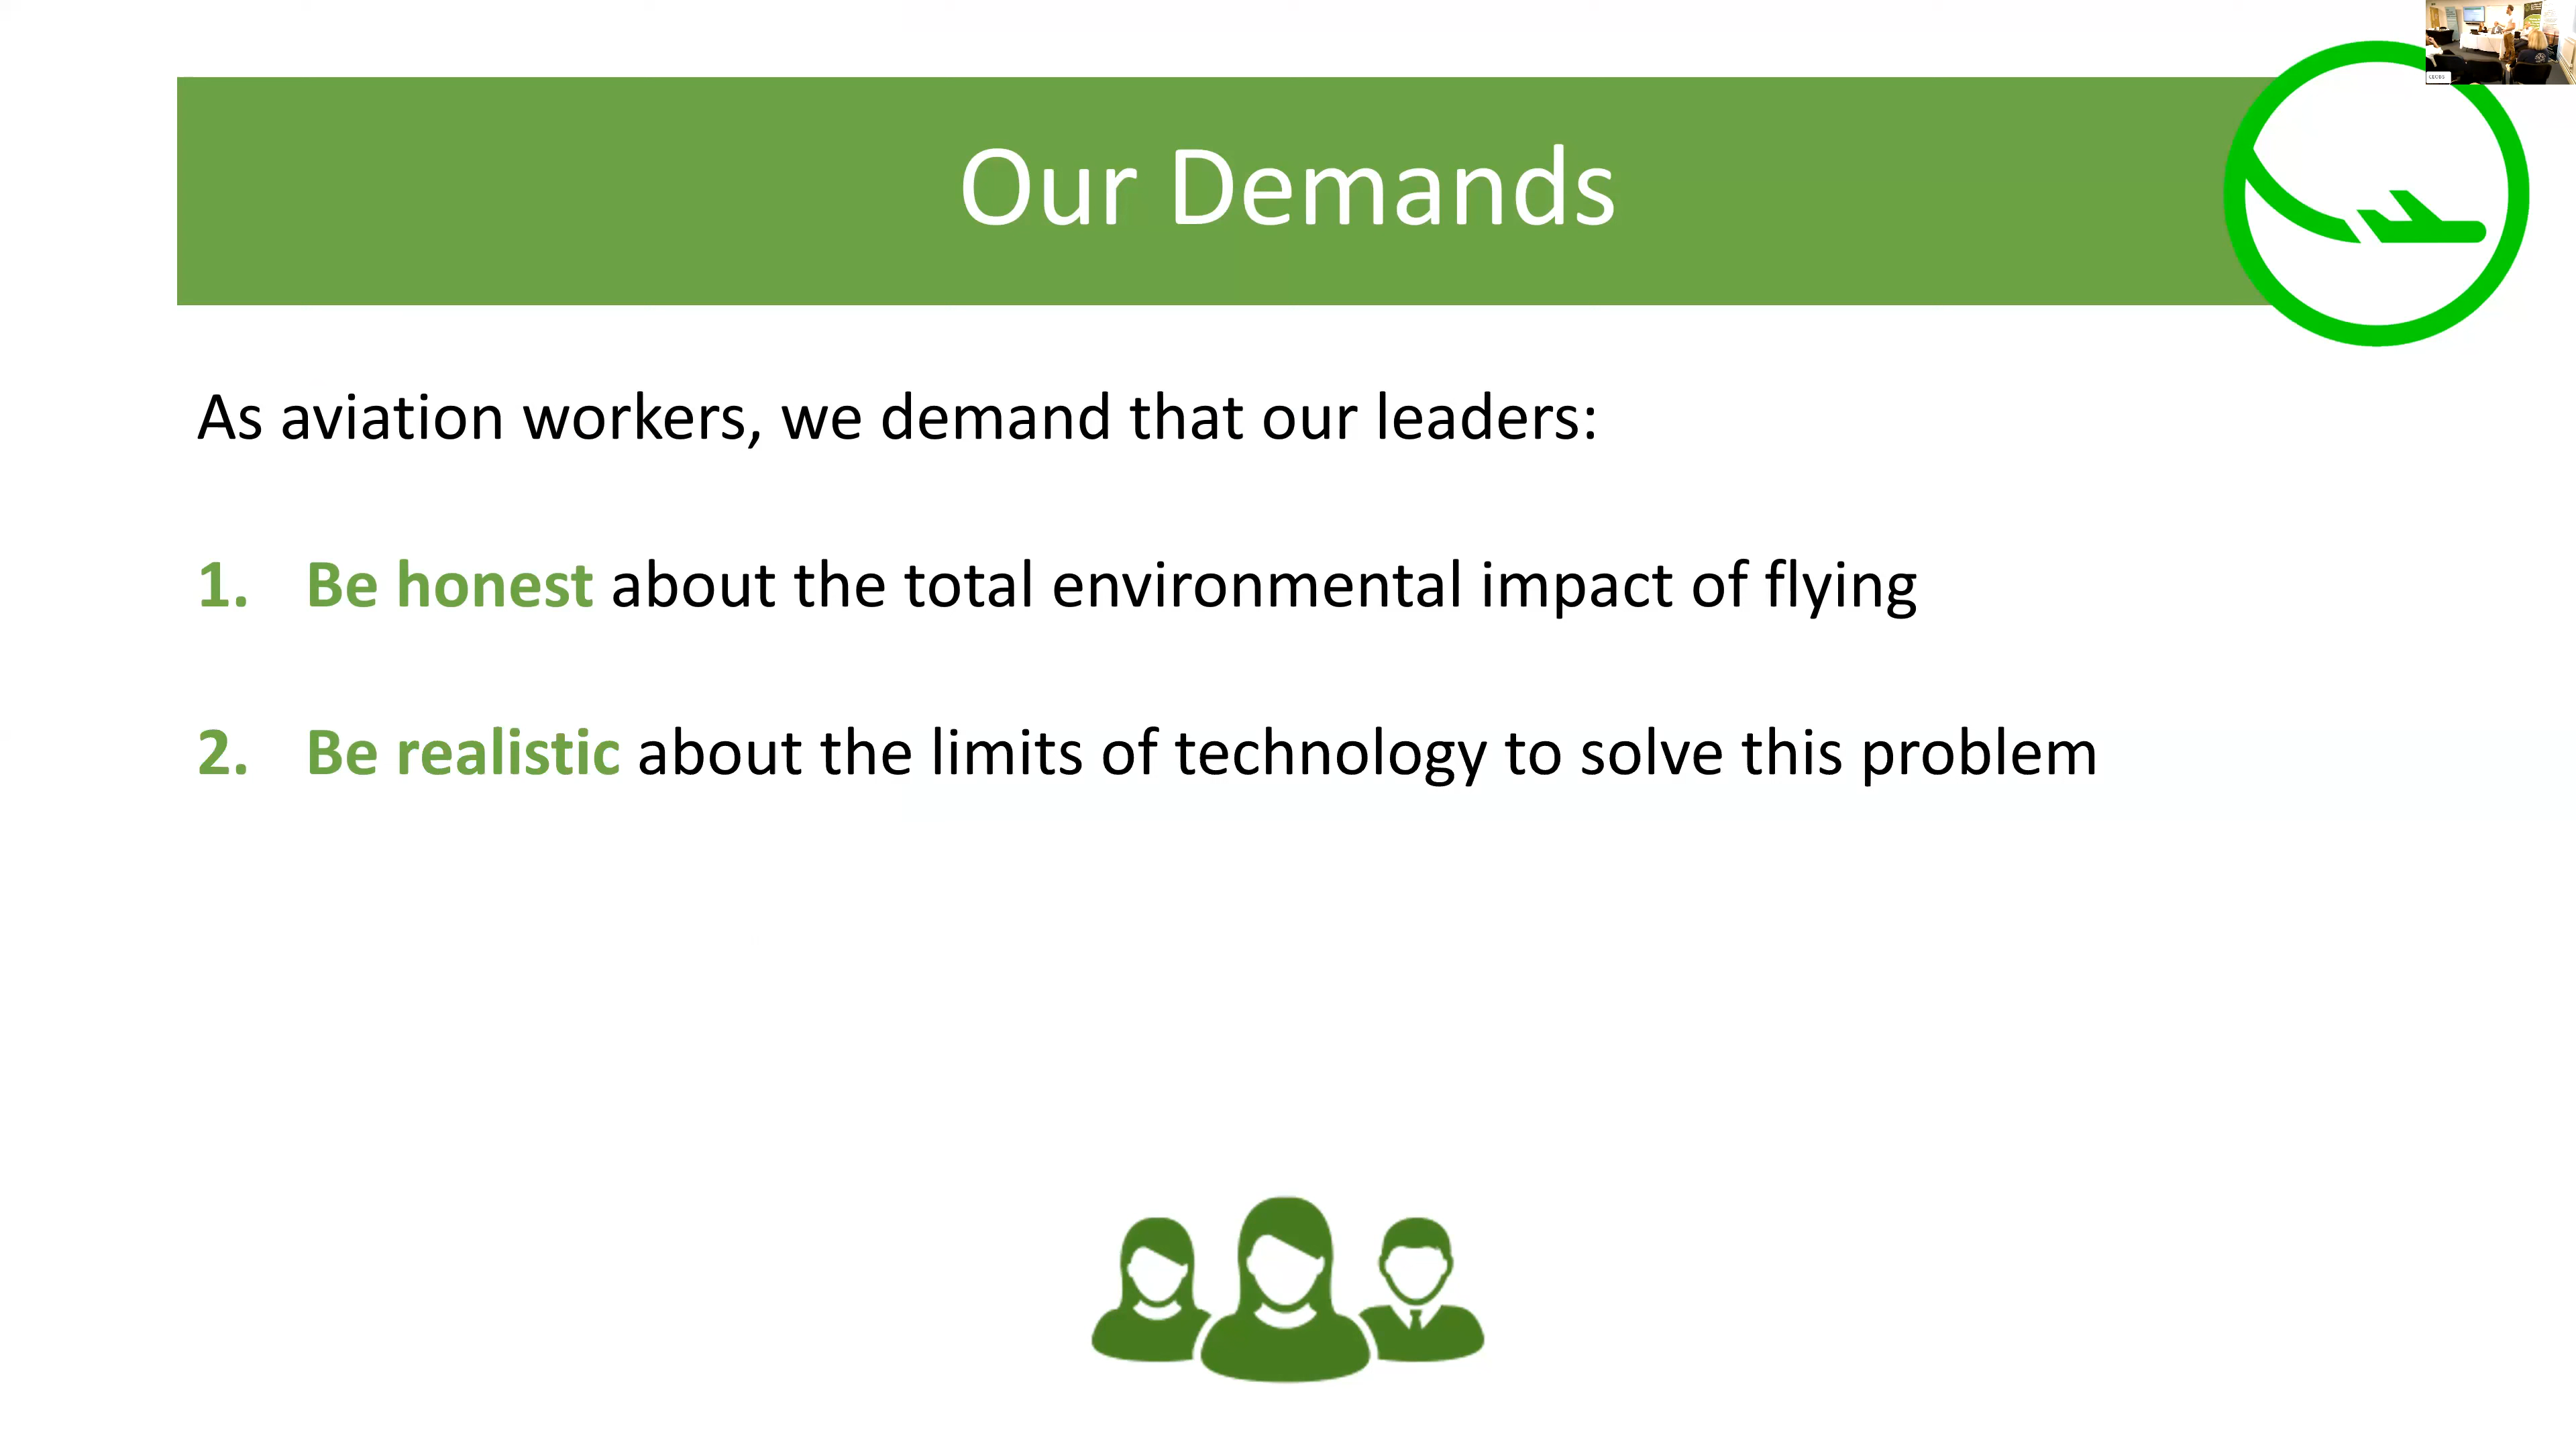 Our Demands
As aviation workers, we demand that our leaders:
1. Be honest about the total environmental impact of flying
2. Be realistic about the limits of technology to solve this problem